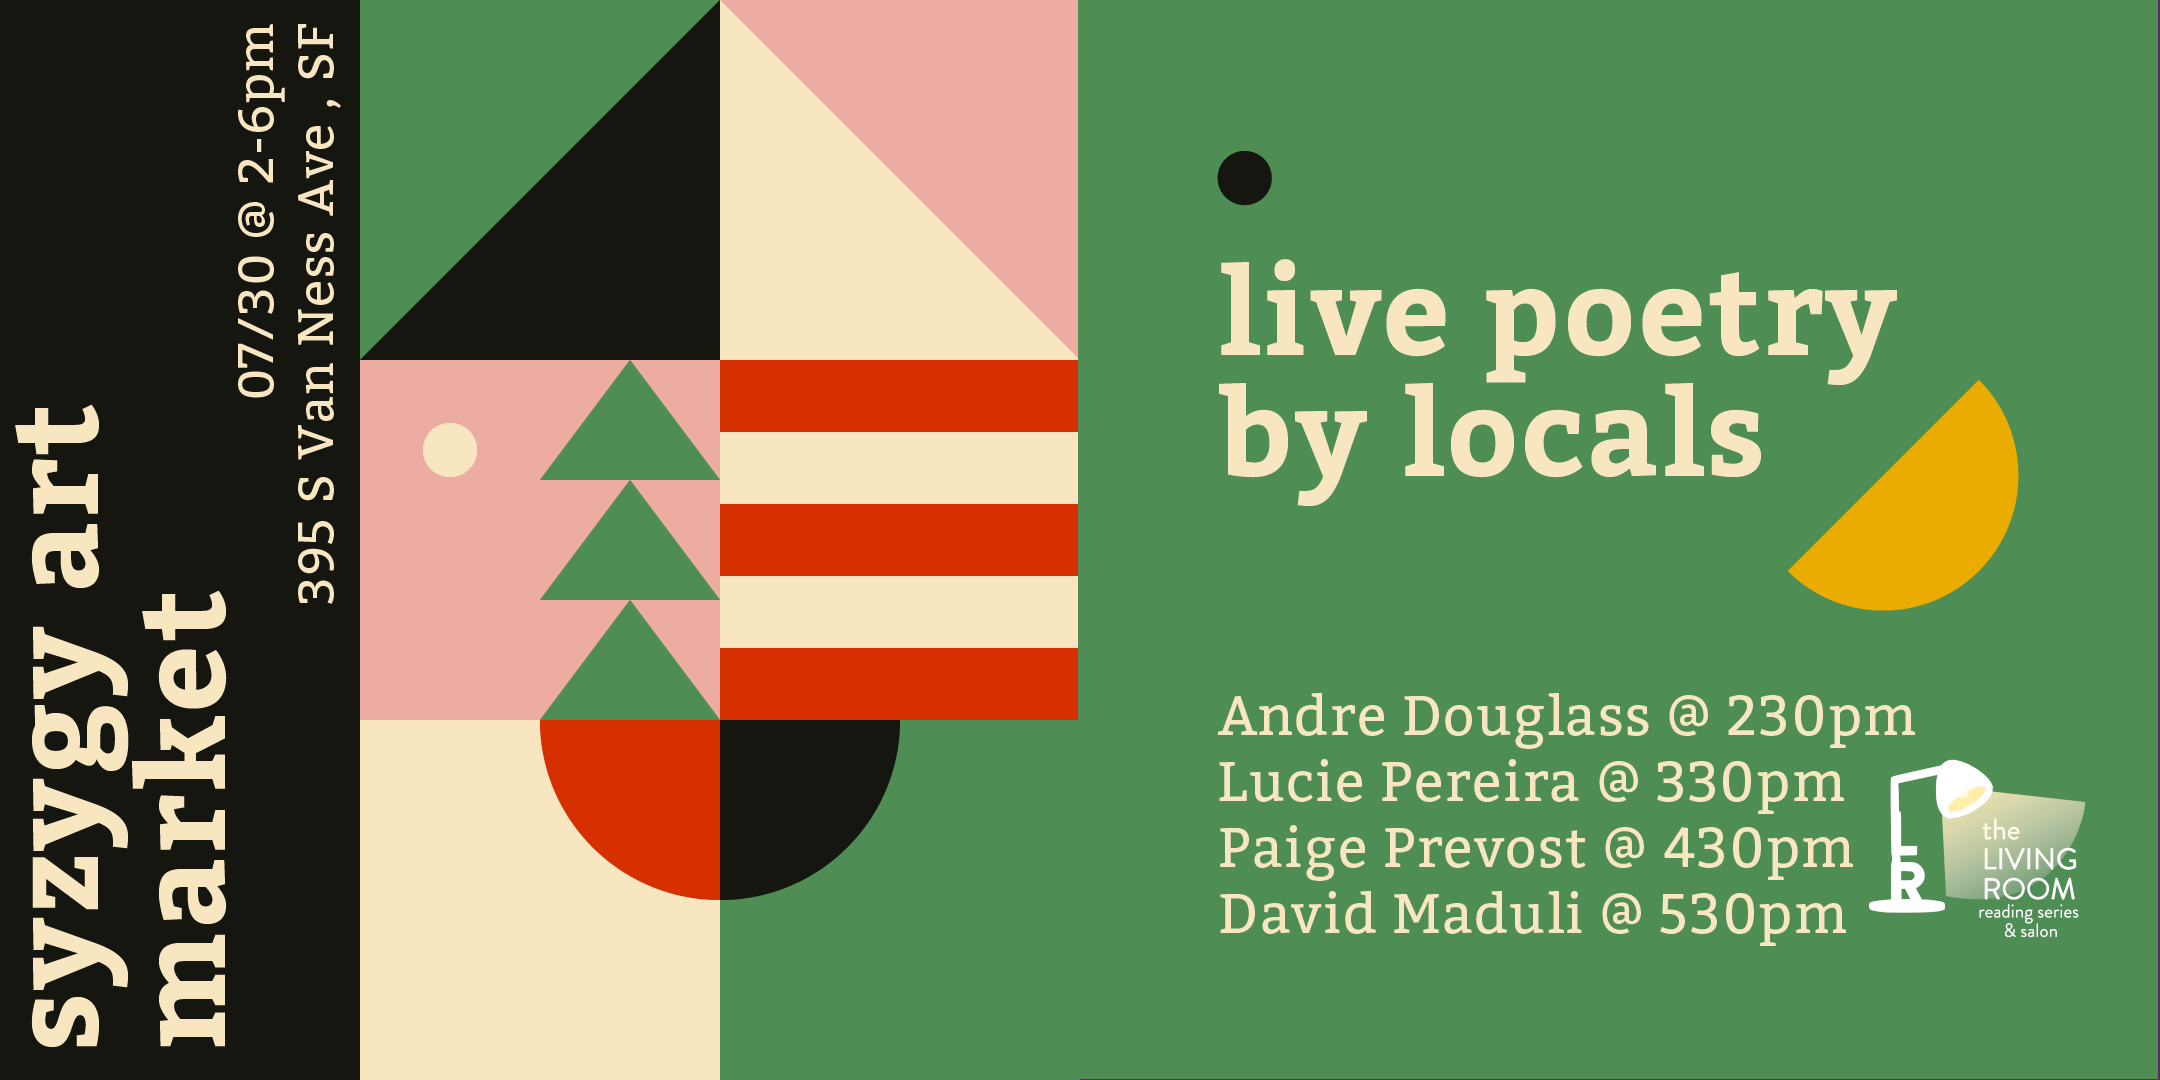 syzygy art
market
07/30 @ 2-6pm
395 S Van Ness Ave , SF
live poetry
by locals
Andre Douglass @ 230pm
Lucie Pereira @ 330pm
Paige Prevost @ 430pm
David Maduli @ 530pm
LR
the
LIVING
ROOM
reading series
& salon